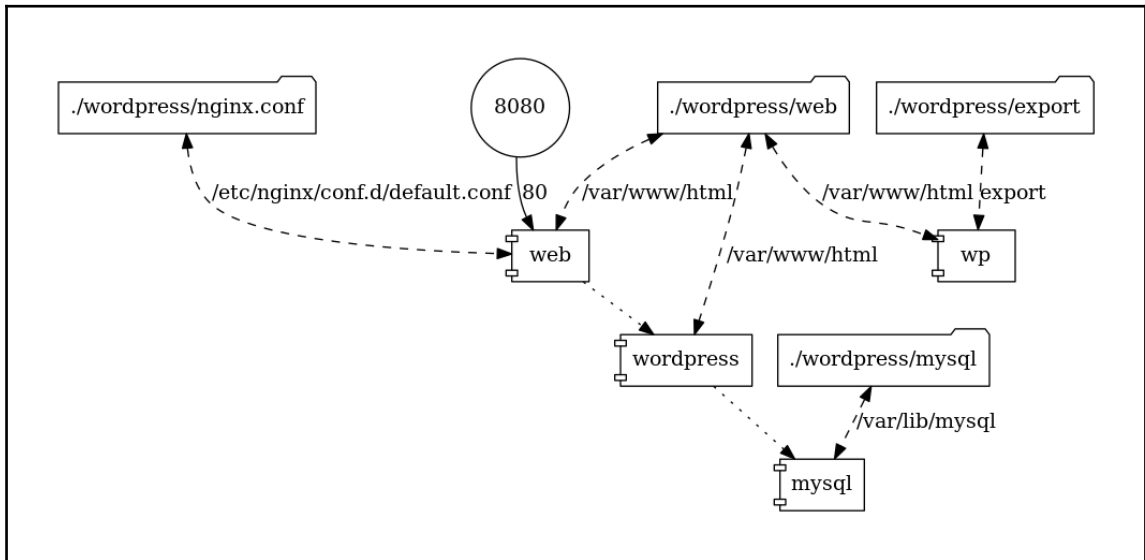 ./wordpress/nginx.conf
8080
./wordpress/web
./wordpress/export
/etc/nginx/conf.d/default.conf
80
/var/www/html
/var/www/html
export
web
/var/www/html
wp
wordpress
./wordpress/mysql
/var/lib/mysql
mysql